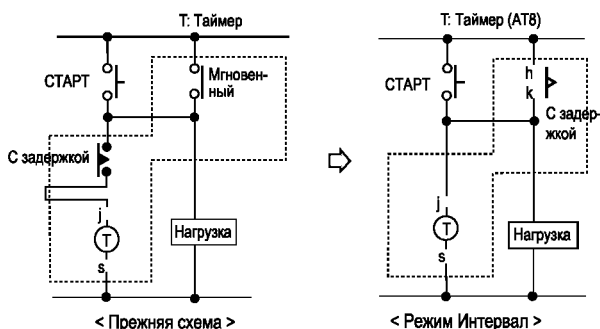 T: Таймер
СТАРТ
Мгновен-
ный
С задержкой
j
T
s
Нагрузка
< Прежняя схема >
T: Таймер (AT8)
СТАРТ
h
k
С задер-
жкой
j
T
s
Нагрузка
< Режим Интервал >